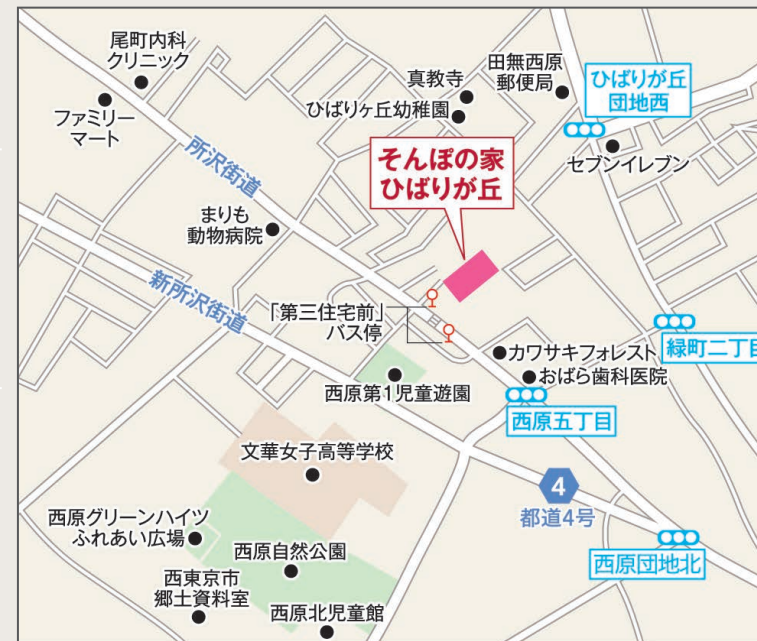 尾町内科
クリニック
ファミリー
マート
真教寺
ひばりヶ丘幼稚園
田無西原
郵便局
ひばりが丘
団地西
セブンイレブン
所沢街道
そんぽの家
ひばりが丘
まりも
動物病院
新所沢街道
「第三住宅前」
バス停
緑町二丁目
カワサキフォレスト
おばら歯科医院
西原第1児童遊園
西原五丁目
文華女子高等学校
4
都道4号
西原グリーンハイツ
ふれあい広場
西原自然公園
西原団地北
西東京市
郷土資料室
西原北児童館